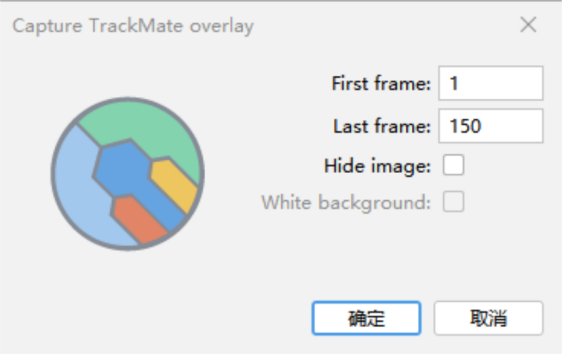 Capture TrackMate overlay
First frame: 1
Last frame: 150
Hide image:
White background:
确定 取消